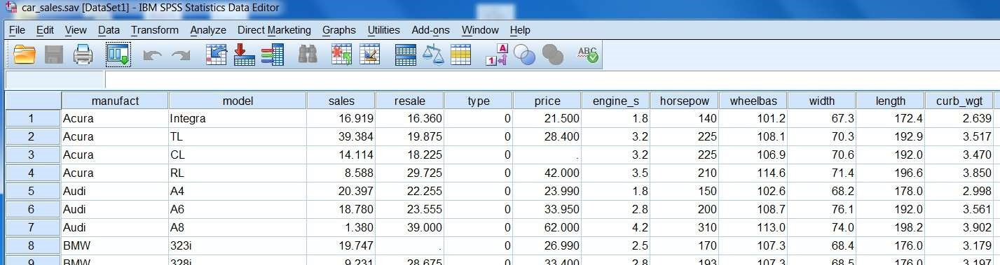 car_sales.sav [DataSet1] - IBM SPSS Statistics Data Editor
File Edit View Data Transform Analyze Direct Marketing Graphs Utilities Add-ons Window Help
A 1 ABC
manufact model sales resale type price engine_s horsepow wheelbas width length curb_wgt
1 Acura Integra 16.919 16.360 0 21.500 1.8 140 101.2 67.3 172.4 2.639
2 Acura TL 39.384 19.875 0 28.400 3.2 225 108.1 70.3 192.9 3.517
3 Acura CL 14.114 18.225 0 . 3.2 225 106.9 70.6 192.0 3.470
4 Acura RL 8.588 29.725 0 42.000 3.5 210 114.6 71.4 196.6 3.850
5 Audi A4 20.397 22.255 0 23.990 1.8 150 102.6 68.2 178.0 2.998
6 Audi A6 18.780 23.555 0 33.950 2.8 200 108.7 76.1 192.0 3.561
7 Audi A8 1.380 39.000 0 62.000 4.2 310 113.0 74.0 198.2 3.902
8 BMW 323i 19.747 . 0 26.990 2.5 170 107.3 68.4 176.0 3.179
9 BMW 328i 9.231 28.675 0 33.400 2.8 193 107.3 68.5 176.0 3.197